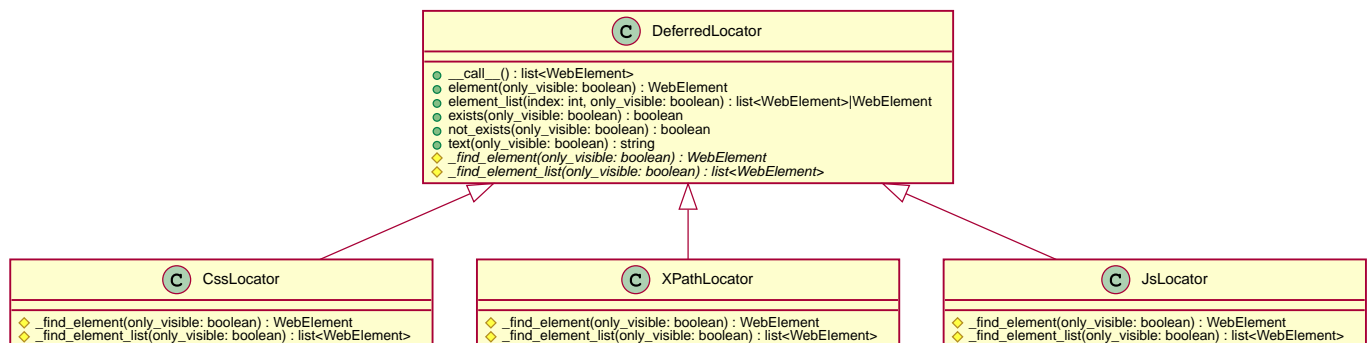 C DeferredLocator
__call__() : list<WebElement>
element(only_visible: boolean) : WebElement
element_list(index: int, only_visible: boolean) : list<WebElement>|WebElement
exists(only_visible: boolean) : boolean
not_exists(only_visible: boolean) : boolean
text(only_visible: boolean) : string
_find_element(only_visible: boolean) : WebElement
_find_element_list(only_visible: boolean) : list<WebElement>
C CssLocator
_find_element(only_visible: boolean) : WebElement
_find_element_list(only_visible: boolean) : list<WebElement>
C XPathLocator
_find_element(only_visible: boolean) : WebElement
_find_element_list(only_visible: boolean) : list<WebElement>
C JsLocator
_find_element(only_visible: boolean) : WebElement
_find_element_list(only_visible: boolean) : list<WebElement>